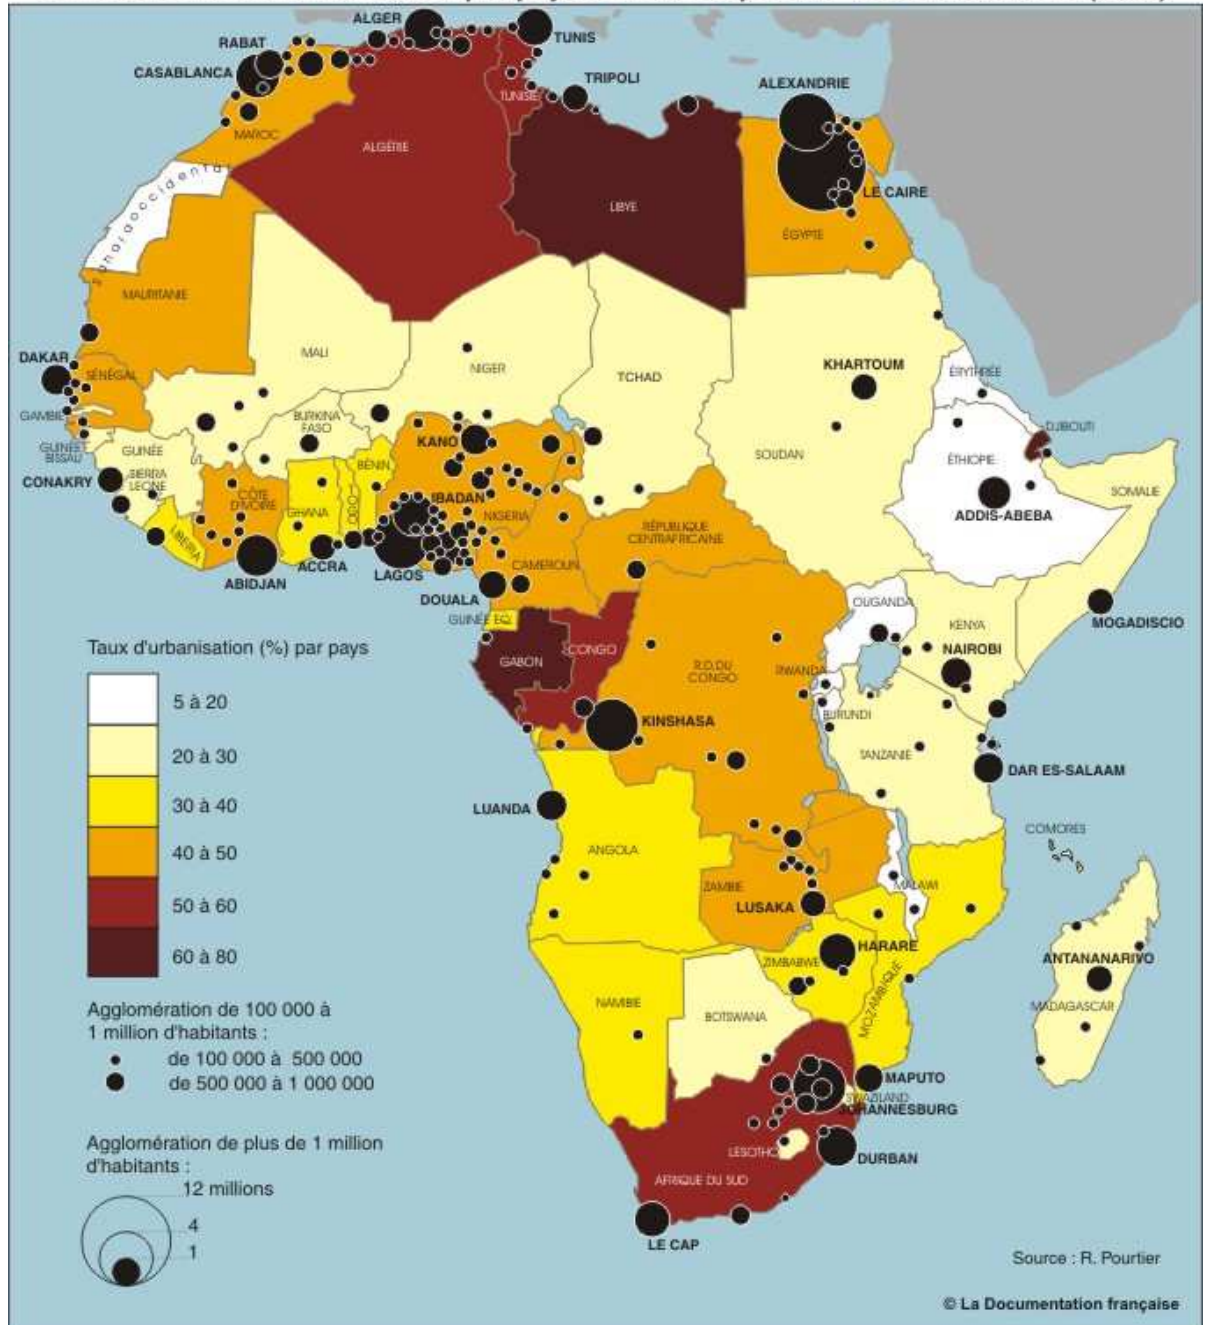 ALGER
TUNIS
RABAT
CASABLANCA
TRIPOLI
ALEXANDRIE
TUNISIE
MAROC
ALGÉRIE
LE CAIRE
LIBYE
ÉGYPTE
occidental
MAURITANIE
DAKAR
SÉNÉGAL
MALI
NIGER
TCHAD
KHARTOUM
ÉRYTHRÉE
GAMBIE
BURKINA
FASO
KANO
DJIBOUTI
GUINÉE
BISSAU
GUINÉE
BÉNIN
SOUDAN
ÉTHIOPIE
CONAKRY
SIERRA
LEONE
CÔTE
D'IVOIRE
GHANA
TOGO
IBADAN
NIGERIA
SOMALIE
ADDIS-ABEBA
LIBERIA
RÉPUBLIQUE
CENTRAFRICAINE
ABIDJAN
ACCRA
LAGOS
CAMEROUN
DOUALA
OUGANDA
GUINÉE EQ.
KENYA
MOGADISCIO
NAIROBI
Taux d'urbanisation (%) par pays
GABON
CONGO
R.D.DU
CONGO
RWANDA
5 à 20
KINSHASA
BURUNDI
20 à 30
TANZANIE
DAR ES-SALAAM
30 à 40
LUANDA
COMORES
40 à 50
ANGOLA
ZAMBIE
MALAWI
50 à 60
LUSAKA
60 à 80
HARARE
ZIMBABWE
ANTANANARIVO
NAMIBIE
MOZAMBIQUE
MADAGASCAR
BOTSWANA
Agglomération de 100 000 à
1 million d'habitants :
de 100 000 à 500 000
de 500 000 à 1 000 000
MAPUTO
SWAZILAND
JOHANNESBURG
Agglomération de plus de 1 million
d'habitants :
LESOTHO
DURBAN
12 millions
AFRIQUE DU SUD
4
1
LE CAP
Source : R. Pourtier
© La Documentation française